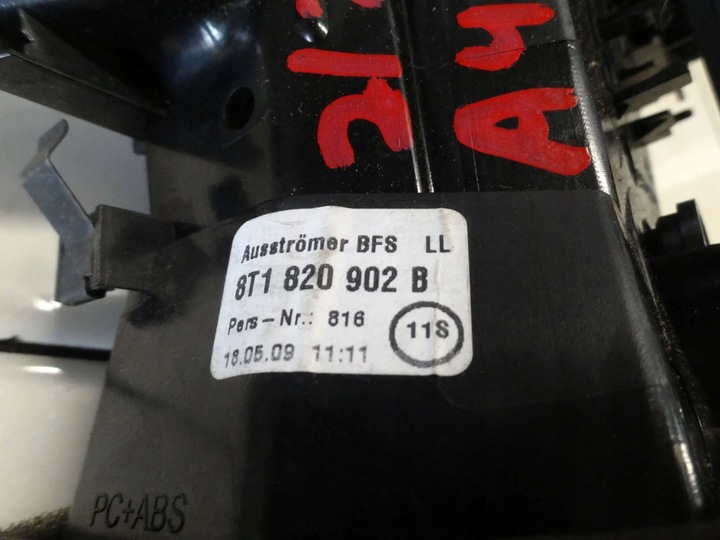 A4
Ausströmer BFS LL
8T1 820 902 B
Pers-Nr.: 816
11S
18.05.09 11:11
PC+ABS